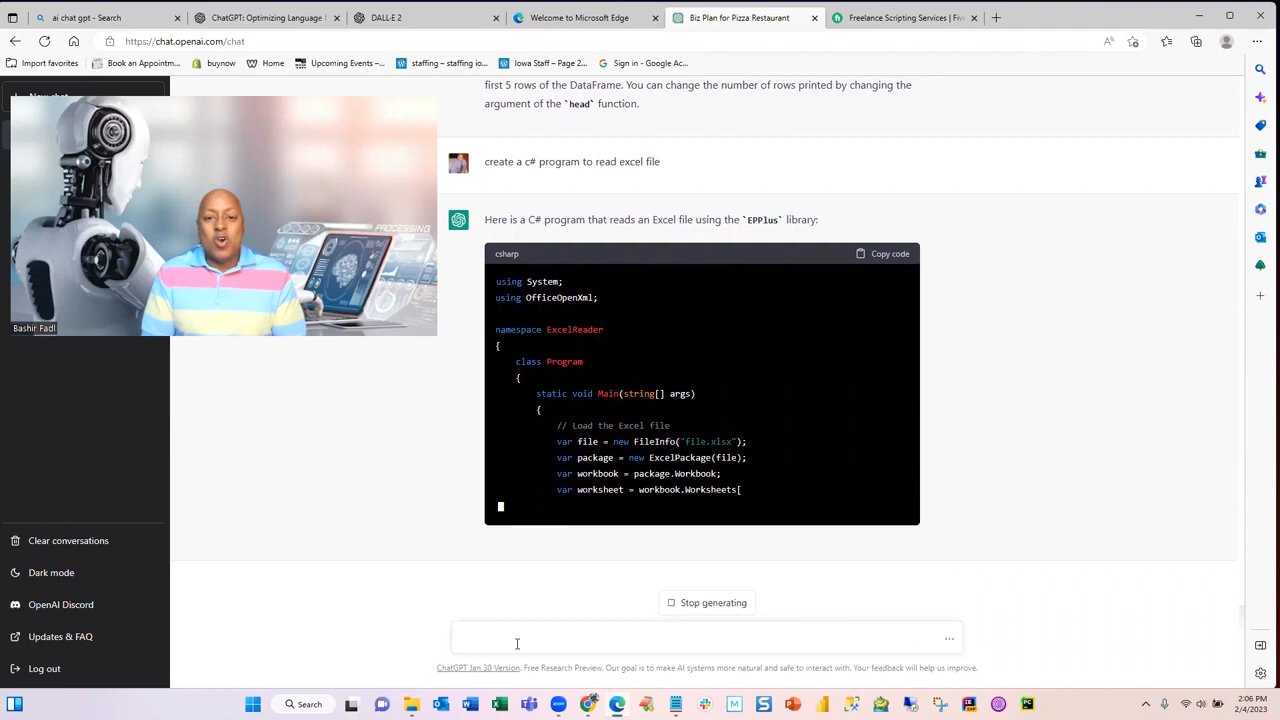 ai chat gpt - Search
ChatGPT: Optimizing Language
DALL·E 2
Welcome to Microsoft Edge
Biz Plan for Pizza Restaurant
Freelance Scripting Services | Five
https://chat.openai.com/chat
Import favorites
Book an Appointm...
buynow
Home
Upcoming Events –...
staffing – staffing io...
Iowa Staff – Page 2...
Sign in - Google Ac...
first 5 rows of the DataFrame. You can change the number of rows printed by changing the
argument of the `head` function.
create a c# program to read excel file
Here is a C# program that reads an Excel file using the `EPPlus` library:
csharp
Copy code
using System;
using OfficeOpenXml;
namespace ExcelReader
{
class Program
{
static void Main(string[] args)
{
// Load the Excel file
var file = new FileInfo("file.xlsx");
var package = new ExcelPackage(file);
var workbook = package.Workbook;
var worksheet = workbook.Worksheets[
PROCESSING
Bashir Fadl
Clear conversations
Dark mode
OpenAI Discord
Updates & FAQ
Log out
Stop generating
ChatGPT Jan 30 Version. Free Research Preview. Our goal is to make AI systems more natural and safe to interact with. Your feedback will help us improve.
Search
2:06 PM
2/4/2023